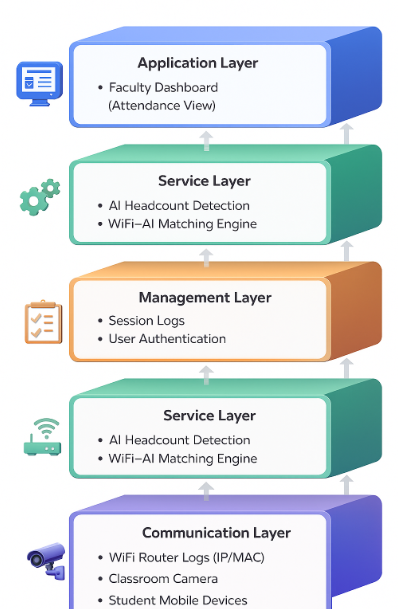 Application Layer
• Faculty Dashboard
(Attendance View)
Service Layer
• AI Headcount Detection
• WiFi–AI Matching Engine
Management Layer
• Session Logs
• User Authentication
Service Layer
• AI Headcount Detection
• WiFi–AI Matching Engine
Communication Layer
• WiFi Router Logs (IP/MAC)
• Classroom Camera
• Student Mobile Devices